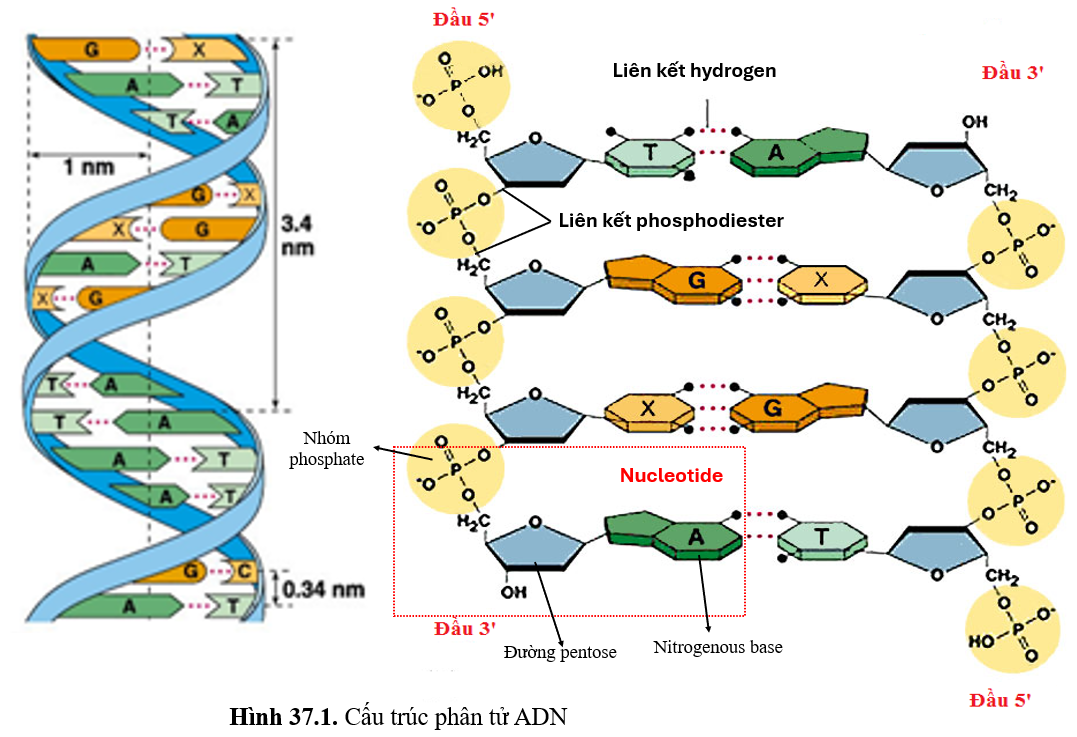 G X
A T
T A
1 nm
G X
X G
A T
X G
3.4
nm
T A
T A
A T
A T
G C
0.34 nm
A T
Đầu 5'
Liên kết hydrogen
Đầu 3'
O
OH
P
-O
O
H₂C
O
T A
OH
O
CH₂
O
P
-O
O
O
Liên kết phosphodiester
O
O-
P
O
O
H₂C
O
G X
O
CH₂
O
P
-O
O
O
O
O-
P
O
O
H₂C
O
X G
O
CH₂
Nhóm
phosphate
O
P
-O
O
O
Nucleotide
O
O-
P
O
O
H₂C
O
A T
O
CH₂
OH
O
O-
P
HO
O
Đầu 3'
Đường pentose
Nitrogenous base
Đầu 5'
Hình 37.1. Cấu trúc phân tử ADN